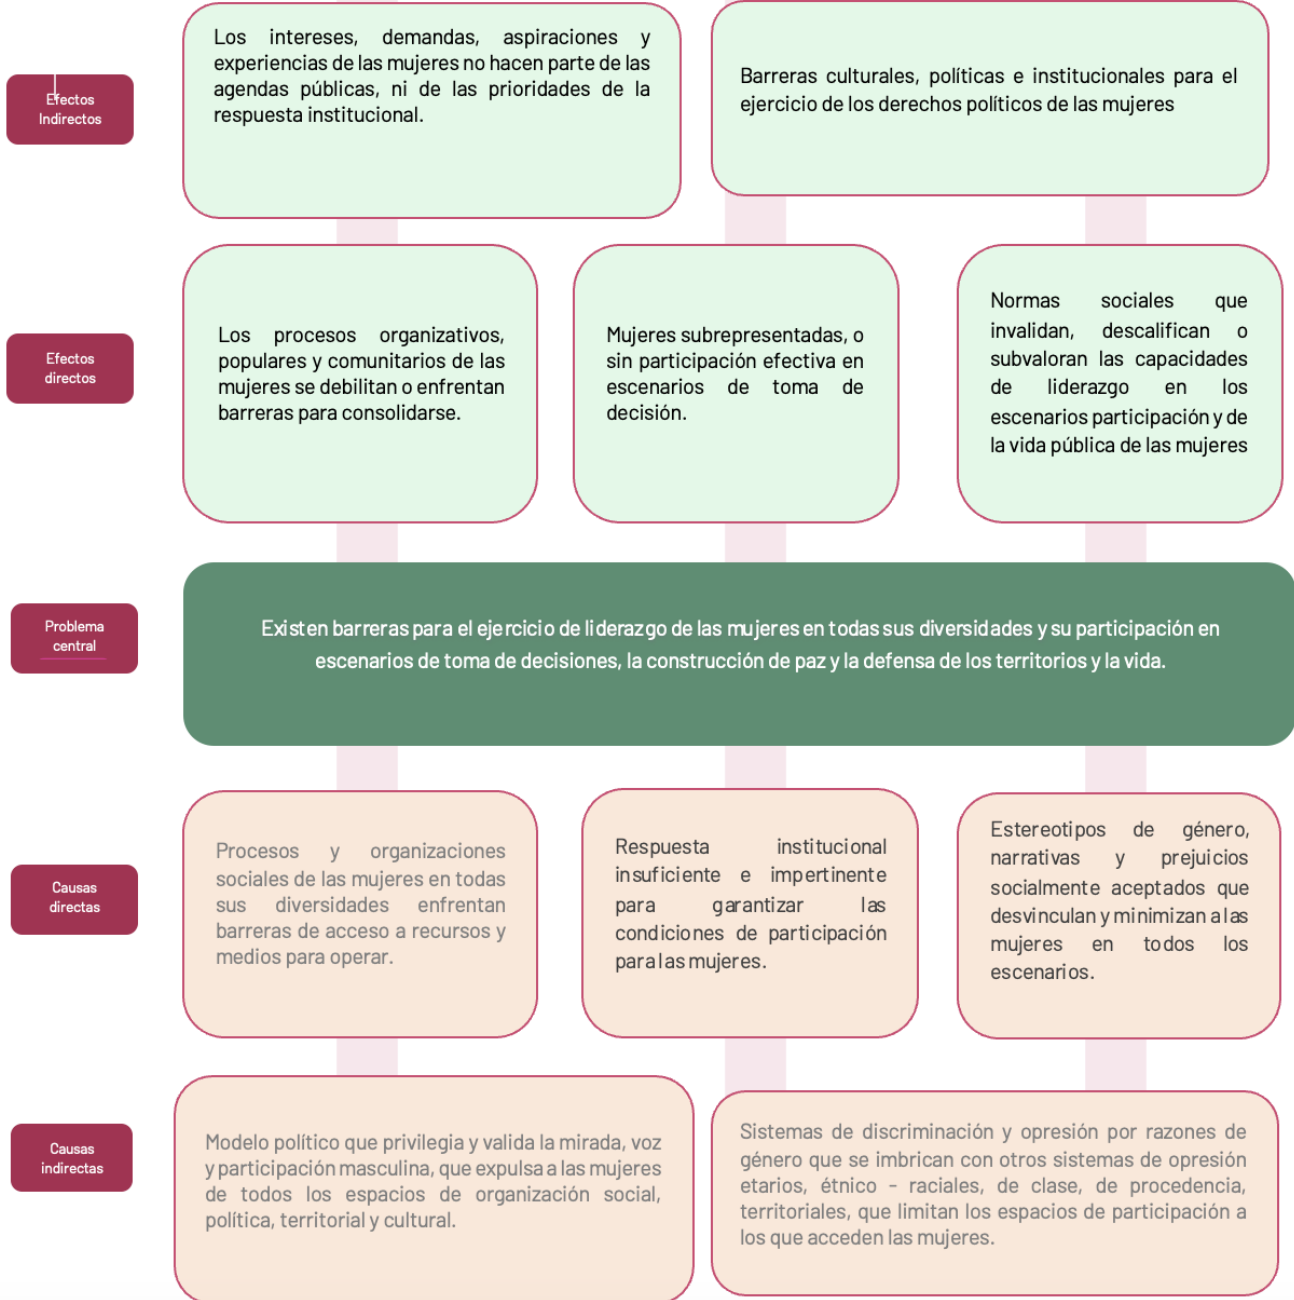 Efectos
Indirectos
Los intereses, demandas, aspiraciones y
experiencias de las mujeres no hacen parte de las
agendas públicas, ni de las prioridades de la
respuesta institucional.
Barreras culturales, políticas e institucionales para el
ejercicio de los derechos políticos de las mujeres
Efectos
directos
Los procesos organizativos,
populares y comunitarios de las
mujeres se debilitan o enfrentan
barreras para consolidarse.
Mujeres subrepresentadas, o
sin participación efectiva en
escenarios de toma de
decisión.
Normas sociales que
invalidan, descalifican o
subvaloran las capacidades
de liderazgo en los
escenarios participación y de
la vida pública de las mujeres
Problema
central
Existen barreras para el ejercicio de liderazgo de las mujeres en todas sus diversidades y su participación en
escenarios de toma de decisiones, la construcción de paz y la defensa de los territorios y la vida.
Causas
directas
Procesos y organizaciones
sociales de las mujeres en todas
sus diversidades enfrentan
barreras de acceso a recursos y
medios para operar.
Respuesta institucional
insuficiente e impertinente
para garantizar las
condiciones de participación
para las mujeres.
Estereotipos de género,
narrativas y prejuicios
socialmente aceptados que
desvinculan y minimizan a las
mujeres en todos los
escenarios.
Causas
indirectas
Modelo político que privilegia y valida la mirada, voz
y participación masculina, que expulsa a las mujeres
de todos los espacios de organización social,
política, territorial y cultural.
Sistemas de discriminación y opresión por razones de
género que se imbrican con otros sistemas de opresión
etarios, étnico - raciales, de clase, de procedencia,
territoriales, que limitan los espacios de participación a
los que acceden las mujeres.